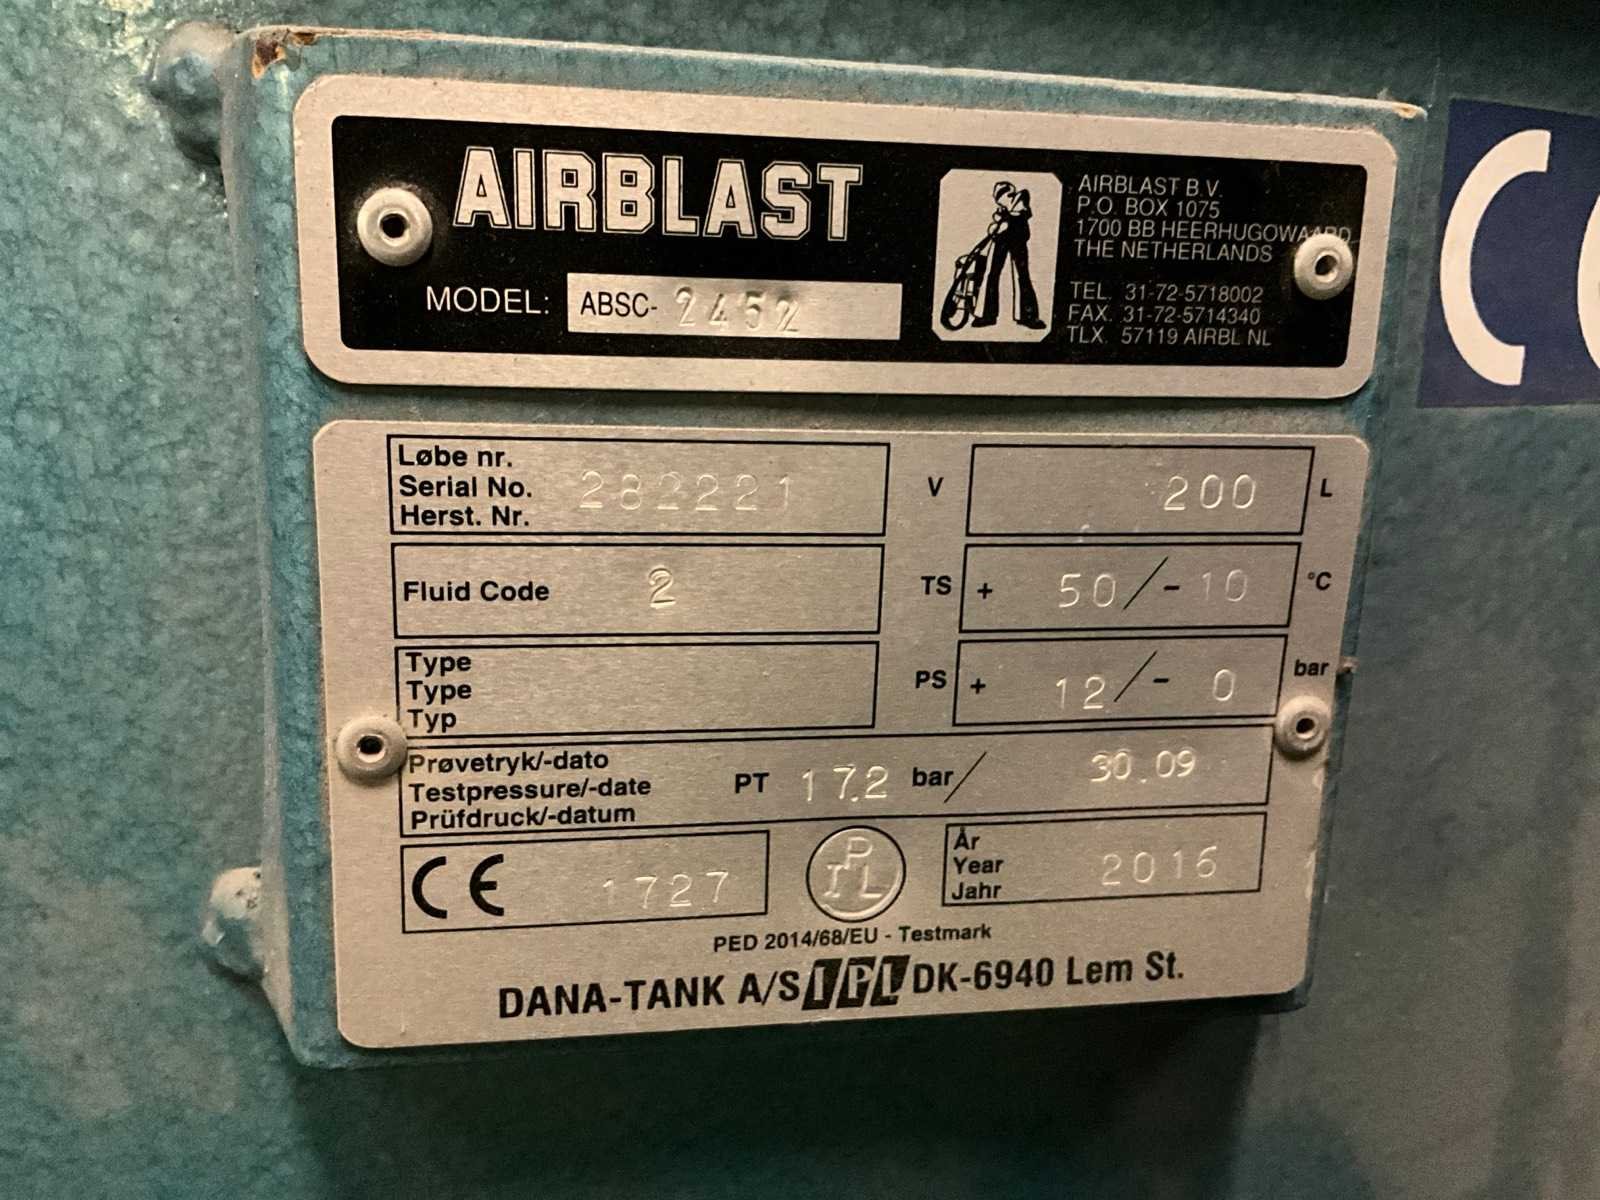 AIRBLAST
MODEL: ABSC- 2452
AIRBLAST B.V.
P.O. BOX 1075
1700 BB HEERHUGOWAARD
THE NETHERLANDS
TEL. 31-72-5718002
FAX. 31-72-5714340
TLX. 57119 AIRBL NL
CE
Løbe nr.
Serial No. 282221
Herst. Nr.
V 200 L
Fluid Code 2
TS + 50/-10 °C
Type
Type
Typ
PS + 12/- 0 bar
Prøvetryk/-dato
Testpressure/-date PT 17.2 bar/ 30.09
Prüfdruck/-datum
CE 1727
IPL
År
Year 2016
Jahr
PED 2014/68/EU - Testmark
DANA-TANK A/S IPL DK-6940 Lem St.